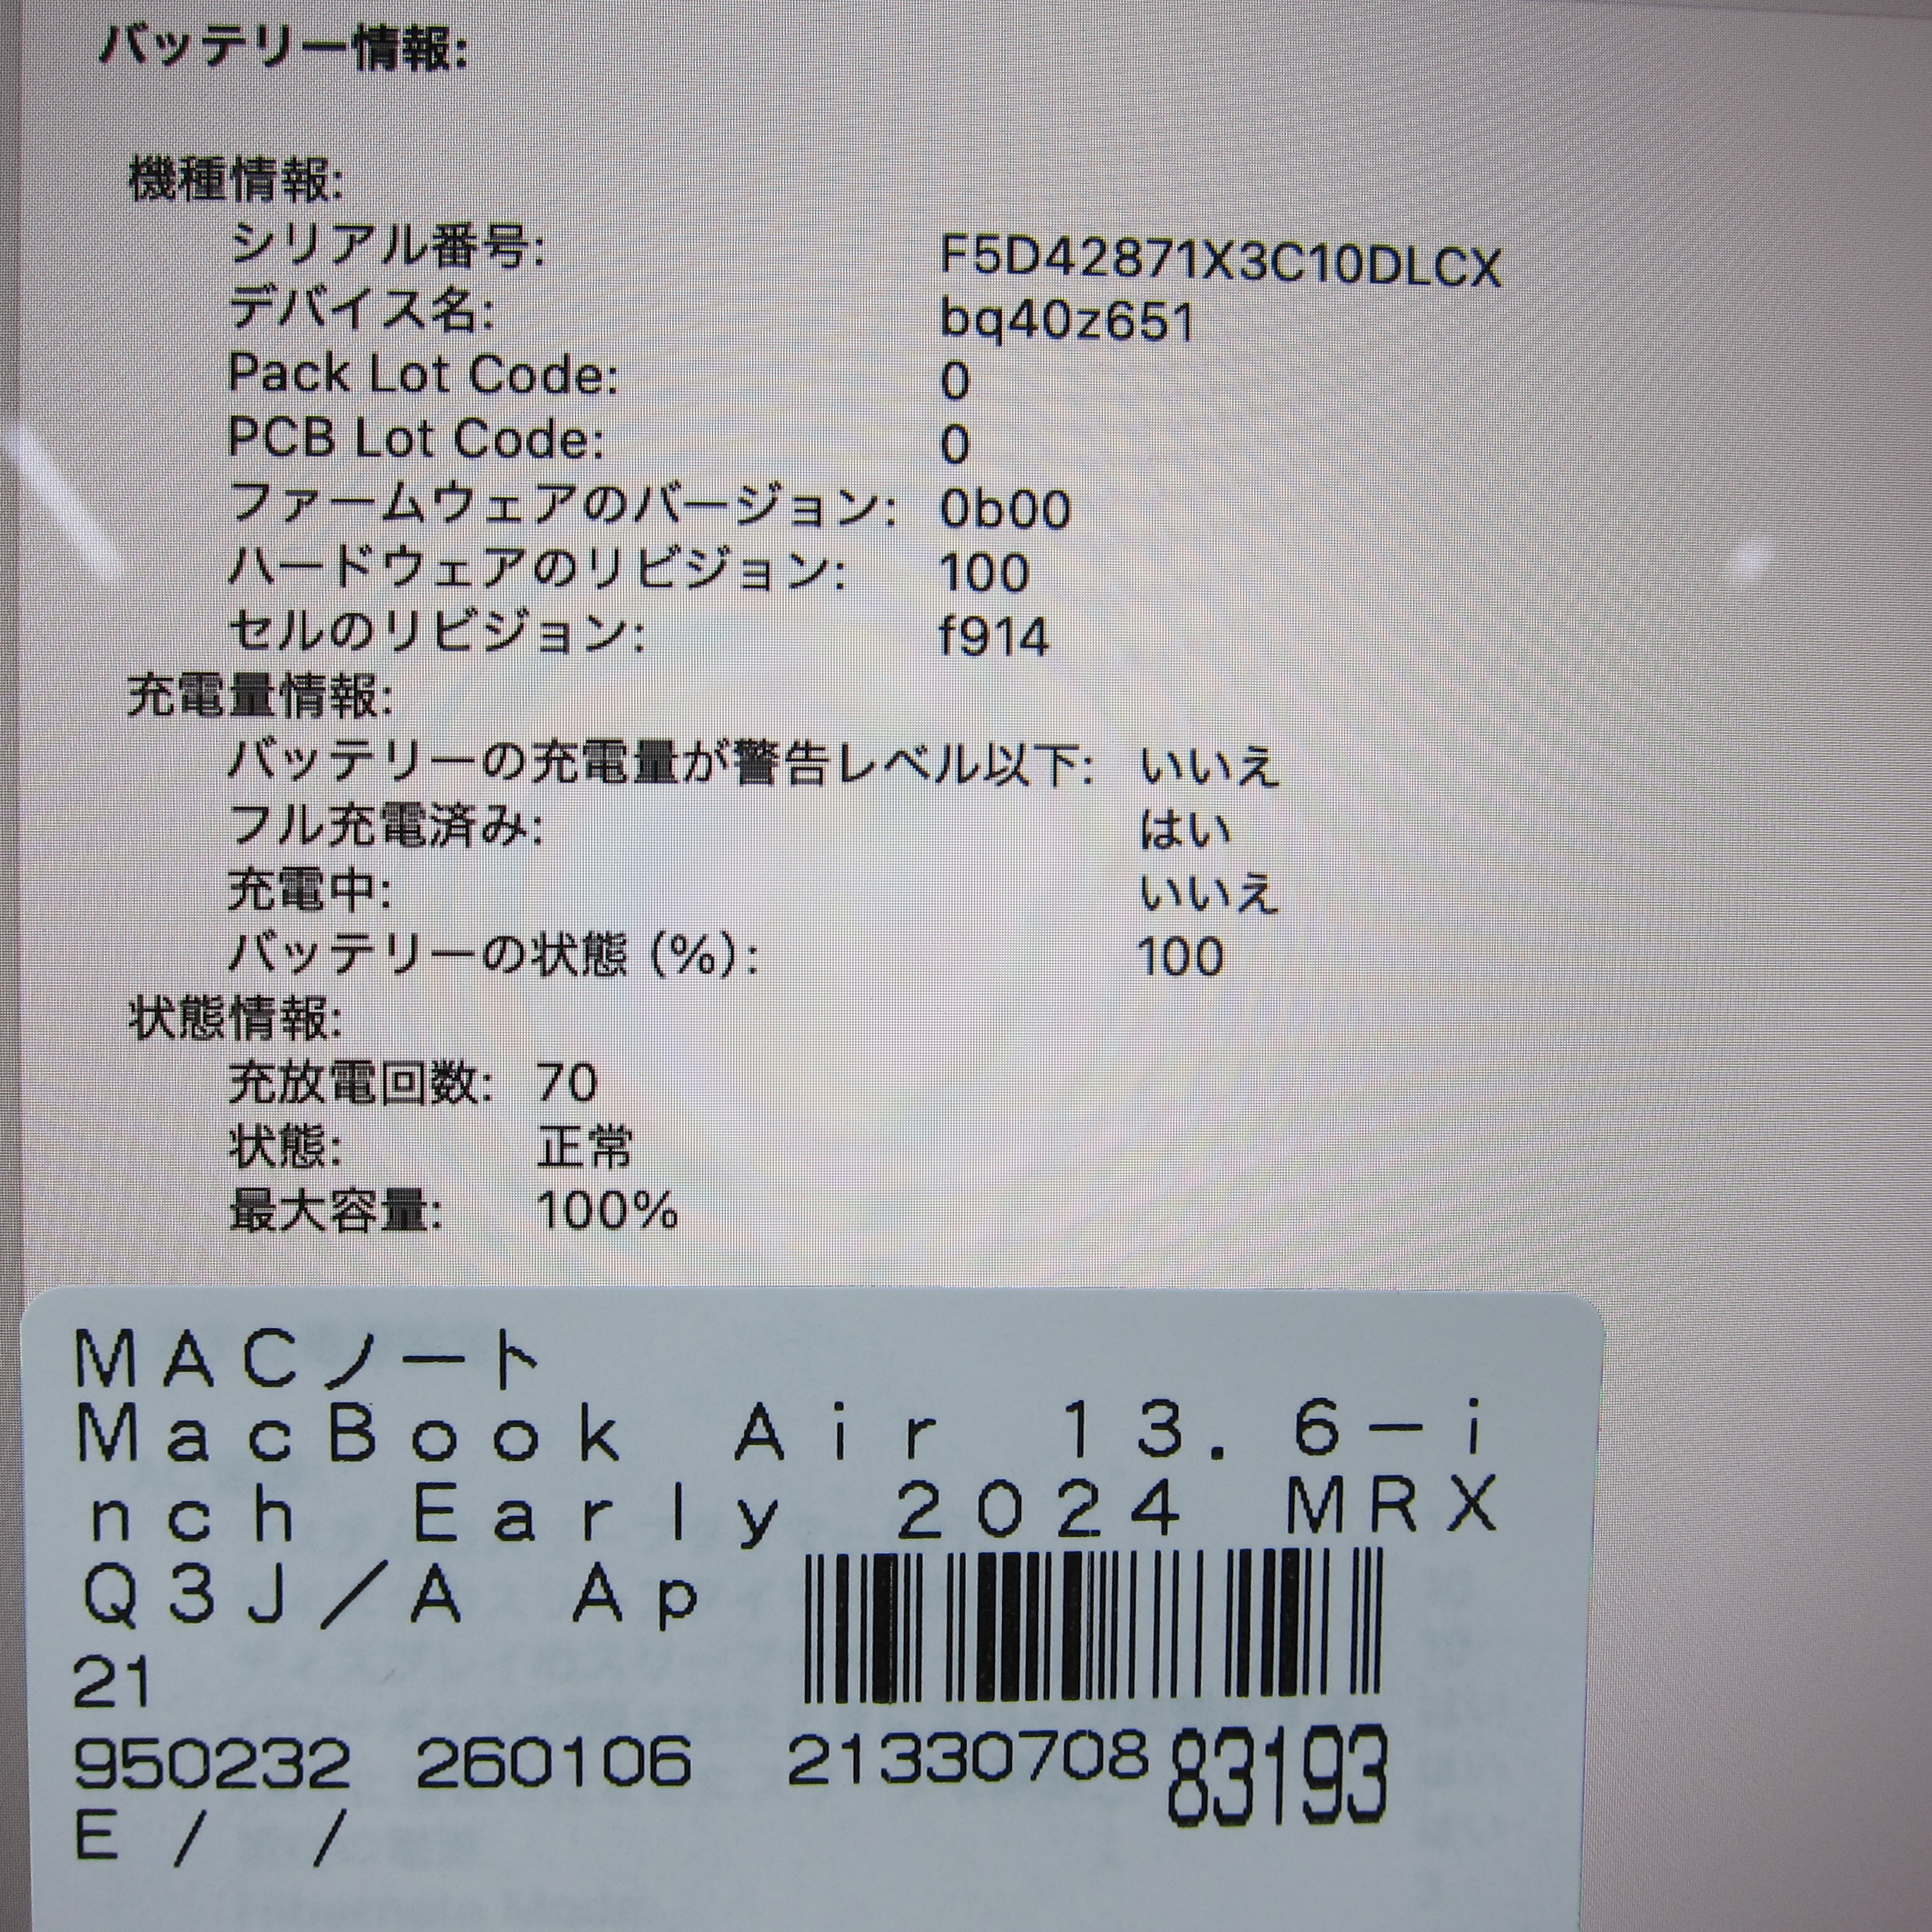 バッテリー情報:
機種情報:
シリアル番号: F5D42871X3C10DLCX
デバイス名: bq40z651
Pack Lot Code: 0
PCB Lot Code: 0
ファームウェアのバージョン: 0b00
ハードウェアのリビジョン: 100
セルのリビジョン: f914
充電量情報:
バッテリーの充電量が警告レベル以下: いいえ
フル充電済み: はい
充電中: いいえ
バッテリーの状態 (%): 100
状態情報:
充放電回数: 70
状態: 正常
最大容量: 100%
MACノート
MacBook Air 13.6-i
nch Early 2024 MRX
Q3J/A Ap
21
950232 260106 2133070883193
E / /